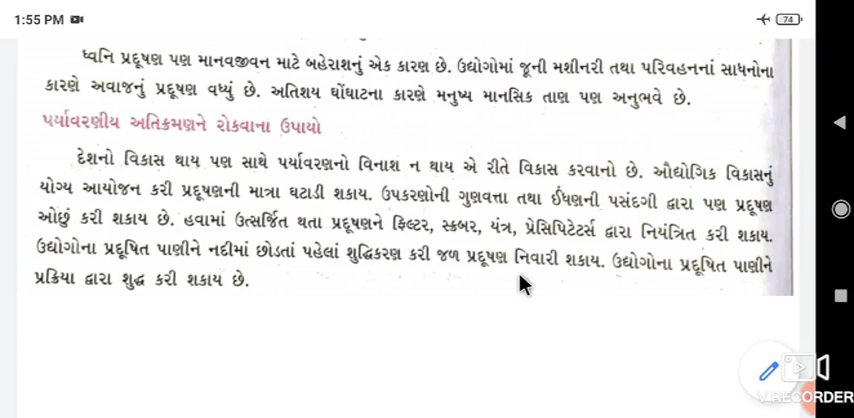 1:55 PM
74
ધ્વનિ પ્રદૂષણ પણ માનવજીવન માટે બહેરાશનું એક કારણ છે. ઉદ્યોગોમાં જૂની મશીનરી તથા પરિવહનનાં સાધનોના
કારણે અવાજનું પ્રદૂષણ વધ્યું છે. અતિશય ઘોંઘાટના કારણે મનુષ્ય માનસિક તાણ પણ અનુભવે છે.
પર્યાવરણીય અતિક્રમણને રોકવાના ઉપાયો
દેશનો વિકાસ થાય પણ સાથે પર્યાવરણનો વિનાશ ન થાય એ રીતે વિકાસ કરવાનો છે. ઔદ્યોગિક વિકાસનું
યોગ્ય આયોજન કરી પ્રદૂષણની માત્રા ઘટાડી શકાય. ઉપકરણોની ગુણવત્તા તથા ઈંધણની પસંદગી દ્વારા પણ પ્રદૂષણ
ઓછું કરી શકાય છે. હવામાં ઉત્સર્જિત થતા પ્રદૂષણને ફિલ્ટર, સ્ક્રબર, યંત્ર, પ્રેસિપિટેટર્સ દ્વારા નિયંત્રિત કરી શકાય.
ઉદ્યોગોના પ્રદૂષિત પાણીને નદીમાં છોડતાં પહેલાં શુદ્ધિકરણ કરી જળ પ્રદૂષણ નિવારી શકાય. ઉદ્યોગોના પ્રદૂષિત પાણીને
પ્રક્રિયા દ્વારા શુદ્ધ કરી શકાય છે.
V.RECORDER